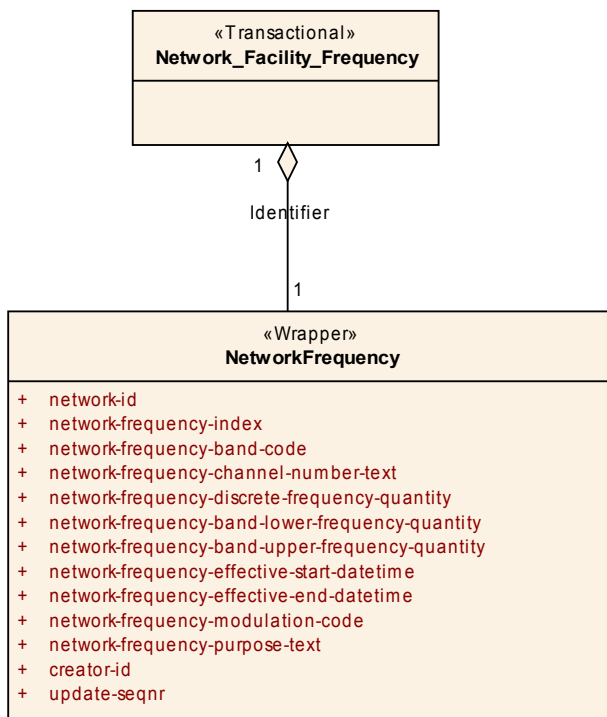 «Transactional»
Network_Facility_Frequency
1
Identifier
1
«Wrapper»
NetworkFrequency
+ network-id
+ network-frequency-index
+ network-frequency-band-code
+ network-frequency-channel-number-text
+ network-frequency-discrete-frequency-quantity
+ network-frequency-band-lower-frequency-quantity
+ network-frequency-band-upper-frequency-quantity
+ network-frequency-effective-start-datetime
+ network-frequency-effective-end-datetime
+ network-frequency-modulation-code
+ network-frequency-purpose-text
+ creator-id
+ update-seqnr